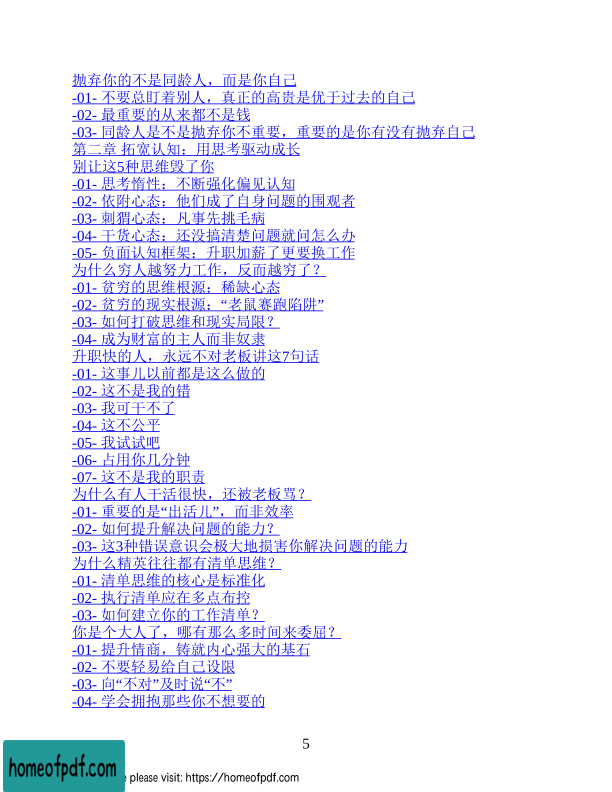 抛弃你的不是同龄人，而是你自己
-01- 不要总盯着别人，真正的高贵是优于过去的自己
-02- 最重要的从来都不是钱
-03- 同龄人是不是抛弃你不重要，重要的是你有没有抛弃自己
第二章 拓宽认知：用思考驱动成长
别让这5种思维毁了你
-01- 思考惰性：不断强化偏见认知
-02- 依附心态：他们成了自身问题的围观者
-03- 刺猬心态：凡事先挑毛病
-04- 干货心态：还没搞清楚问题就问怎么办
-05- 负面认知框架：升职加薪了更要换工作
为什么穷人越努力工作，反而越穷了？
-01- 贫穷的思维根源：稀缺心态
-02- 贫穷的现实根源：“老鼠赛跑陷阱”
-03- 如何打破思维和现实局限？
-04- 成为财富的主人而非奴隶
升职快的人，永远不对老板讲这7句话
-01- 这事儿以前都是这么做的
-02- 这不是我的错
-03- 我可干不了
-04- 这不公平
-05- 我试试吧
-06- 占用你几分钟
-07- 这不是我的职责
为什么有人干活很快，还被老板骂？
-01- 重要的是“出活儿”，而非效率
-02- 如何提升解决问题的能力？
-03- 这3种错误意识会极大地损害你解决问题的能力
为什么精英往往都有清单思维？
-01- 清单思维的核心是标准化
-02- 执行清单应在多点布控
-03- 如何建立你的工作清单？
你是个大人了，哪有那么多时间来委屈？
-01- 提升情商，铸就内心强大的基石
-02- 不要轻易给自己设限
-03- 向“不对”及时说“不”
-04- 学会拥抱那些你不想要的
5
homeofpdf.com
please visit: https://homeofpdf.com